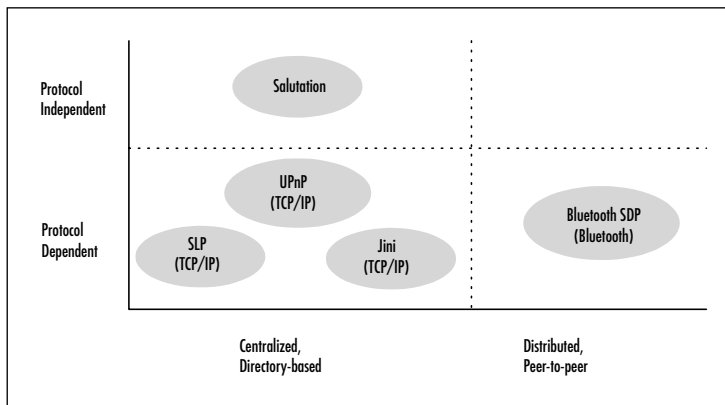 Protocol
Independent
Salutation
UPnP
(TCP/IP)
Protocol
Dependent
SLP
(TCP/IP)
Jini
(TCP/IP)
Bluetooth SDP
(Bluetooth)
Centralized,
Directory-based
Distributed,
Peer-to-peer